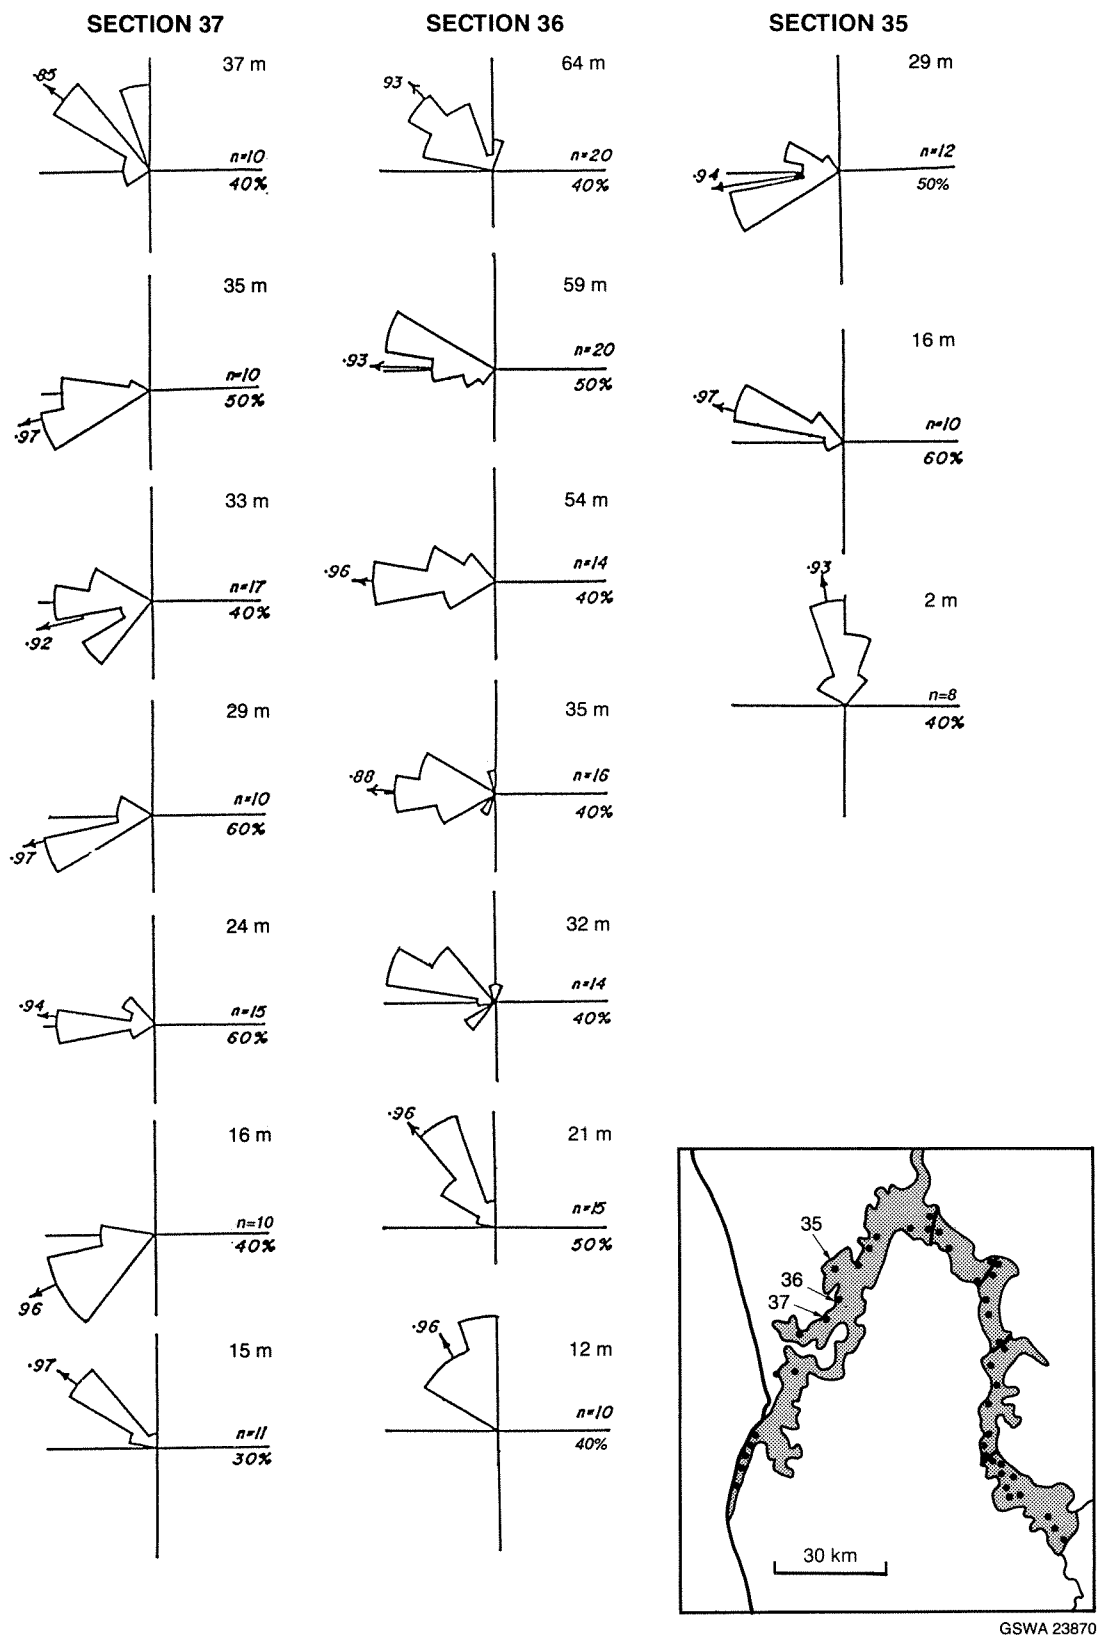 SECTION 37
37 m
.85
n=10
40%
35 m
n=10
50%
.97
33 m
n=17
40%
.92
29 m
n=10
60%
.97
24 m
.94
n=15
60%
16 m
n=10
40%
96
15 m
.97
n=11
30%
SECTION 36
64 m
93
n=20
40%
59 m
n=20
.93
50%
54 m
n=14
.96
40%
35 m
.88
n=16
40%
32 m
n=14
40%
.96
21 m
n=15
50%
.96
12 m
n=10
40%
SECTION 35
29 m
n=12
.94
50%
16 m
.97
n=10
60%
.93
2 m
n=8
40%
35
36
37
30 km
GSWA 23870